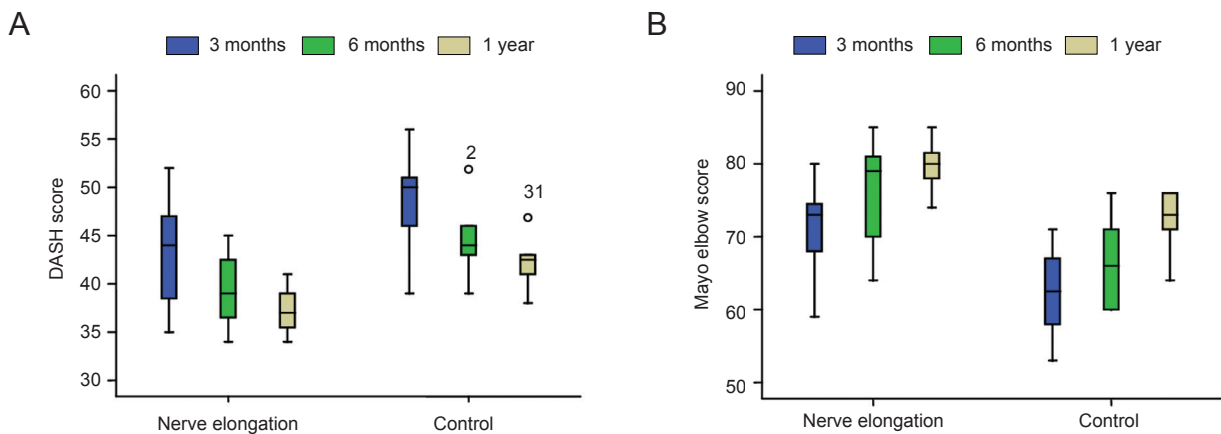 A
3 months 6 months 1 year
60
55
50
45
40
35
30
DASH score
2
31
Nerve elongation Control
B
3 months 6 months 1 year
90
80
70
60
50
Mayo elbow score
Nerve elongation Control